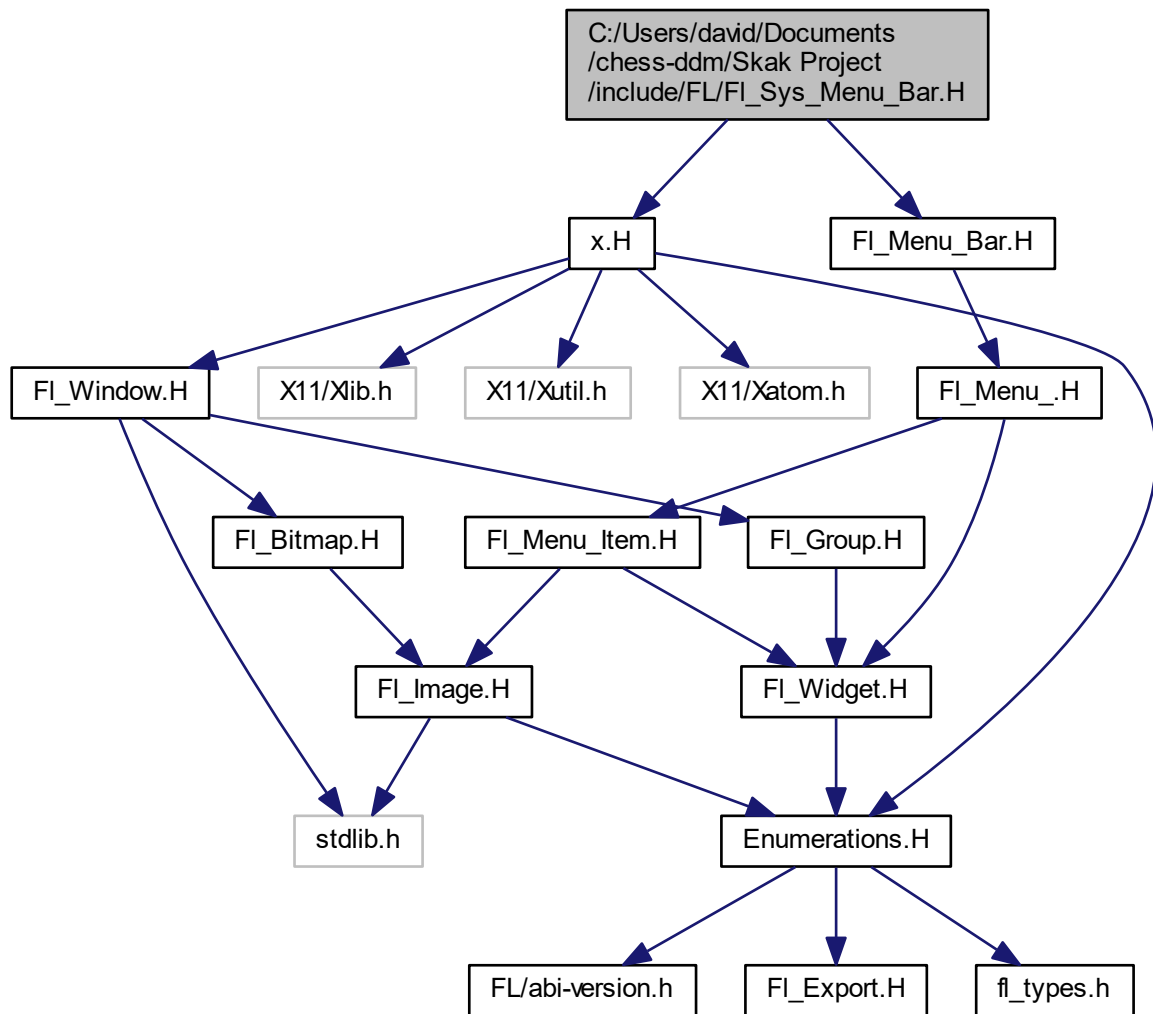 C:/Users/david/Documents
/chess-ddm/Skak Project
/include/FL/Fl_Sys_Menu_Bar.H
x.H
Fl_Menu_Bar.H
Fl_Window.H
X11/Xlib.h
X11/Xutil.h
X11/Xatom.h
Fl_Menu_.H
Fl_Bitmap.H
Fl_Menu_Item.H
Fl_Group.H
Fl_Image.H
Fl_Widget.H
stdlib.h
Enumerations.H
FL/abi-version.h
Fl_Export.H
fl_types.h